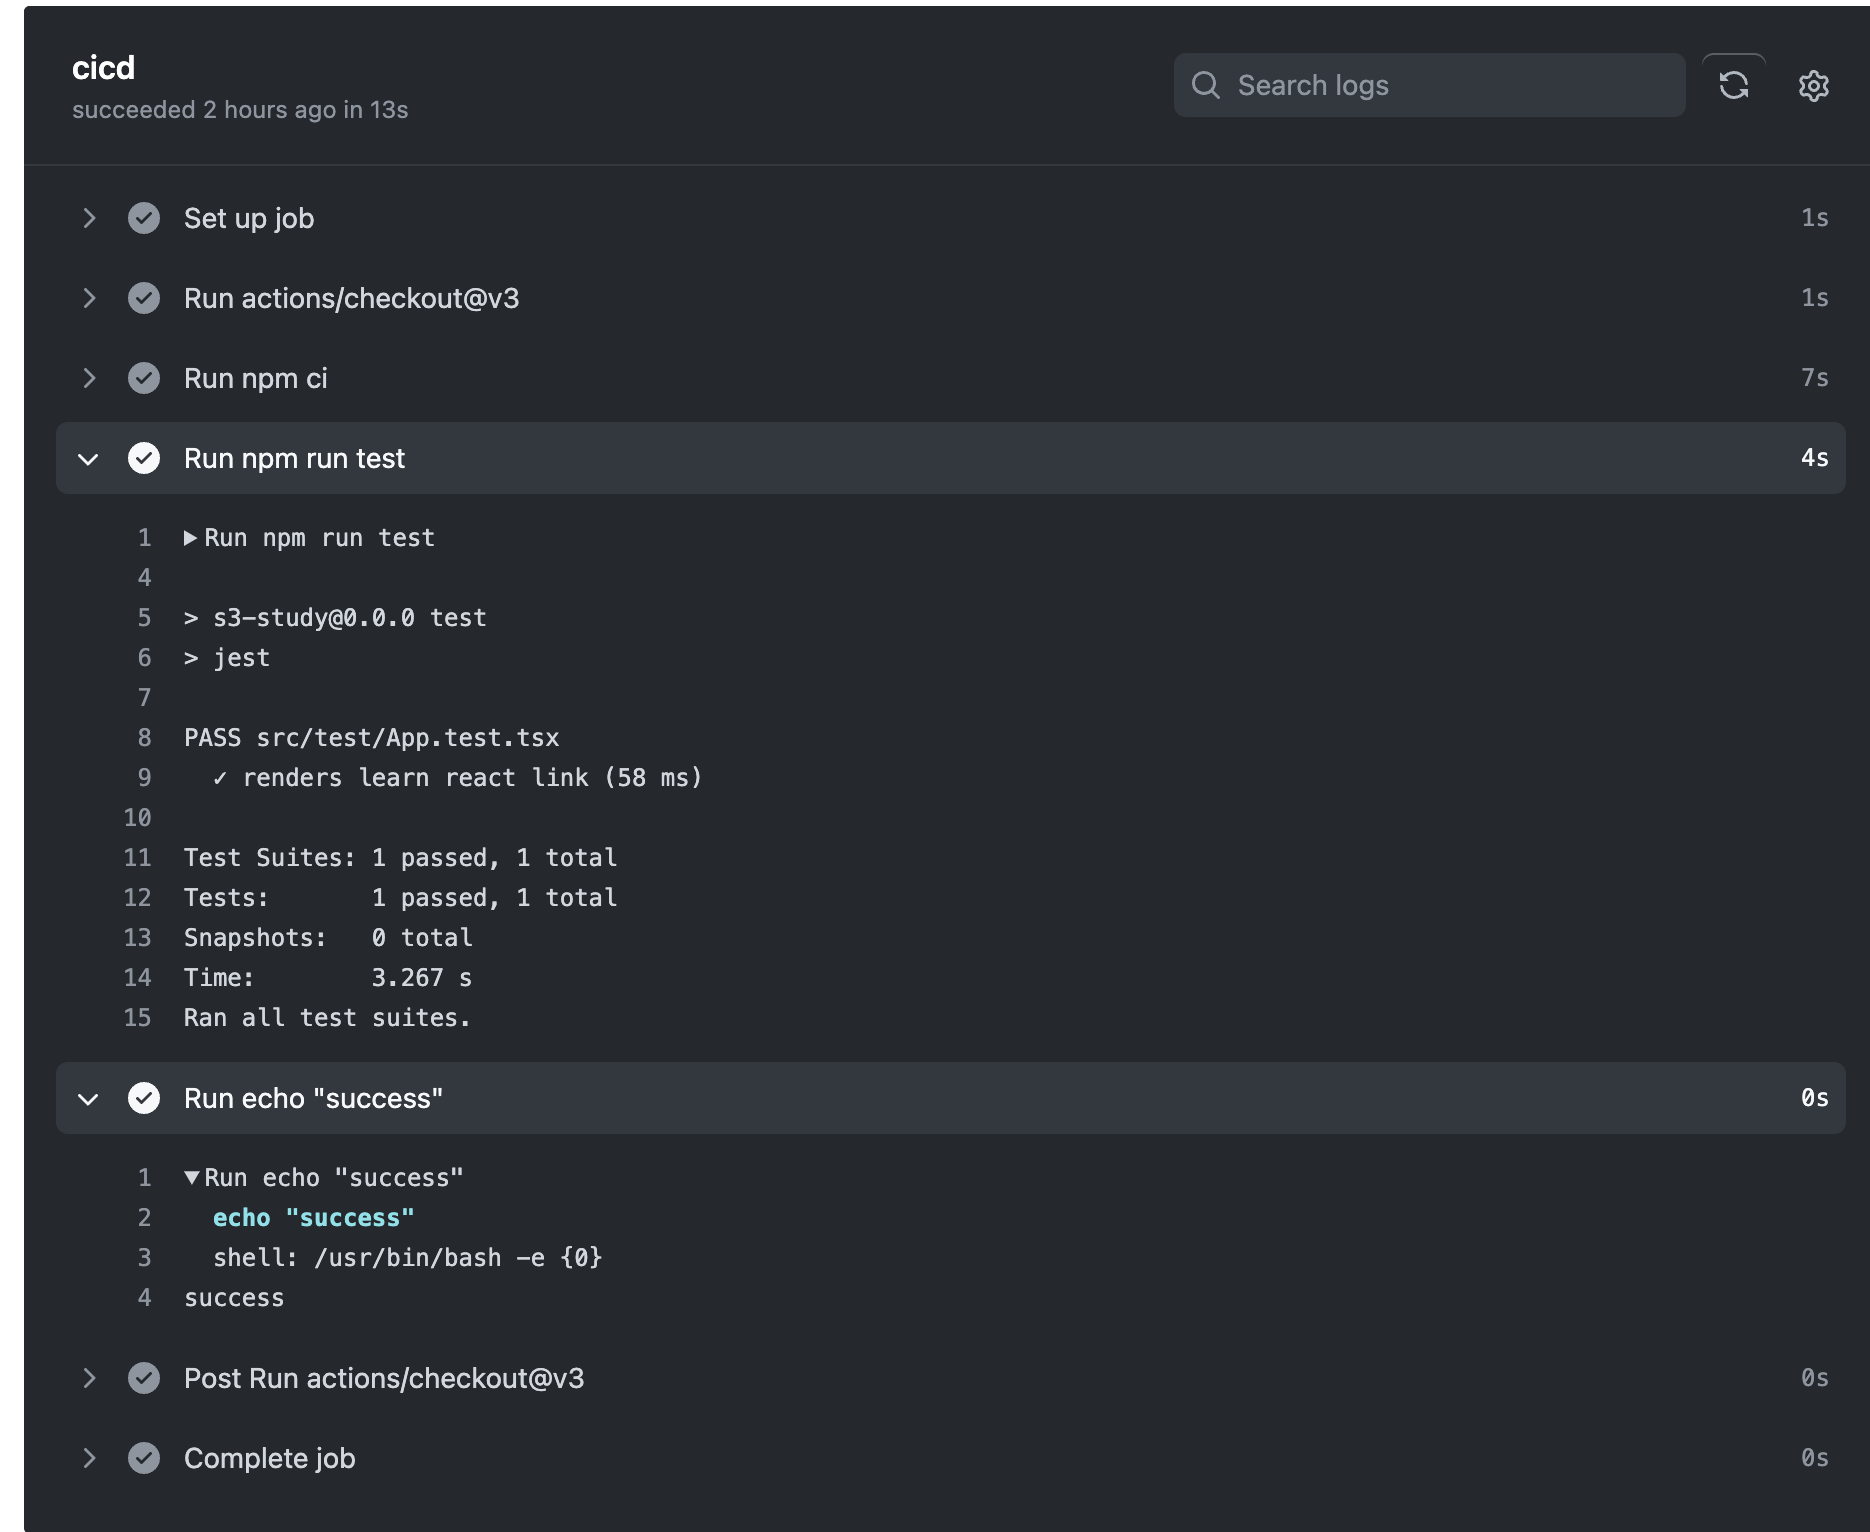 cicd
succeeded 2 hours ago in 13s
Search logs
Set up job 1s
Run actions/checkout@v3 1s
Run npm ci 7s
Run npm run test 4s
1 Run npm run test
4
5 > s3-study@0.0.0 test
6 > jest
7
8 PASS src/test/App.test.tsx
9 ✓ renders learn react link (58 ms)
10
11 Test Suites: 1 passed, 1 total
12 Tests: 1 passed, 1 total
13 Snapshots: 0 total
14 Time: 3.267 s
15 Ran all test suites.
Run echo "success" 0s
1 Run echo "success"
2 echo "success"
3 shell: /usr/bin/bash -e {0}
4 success
Post Run actions/checkout@v3 0s
Complete job 0s